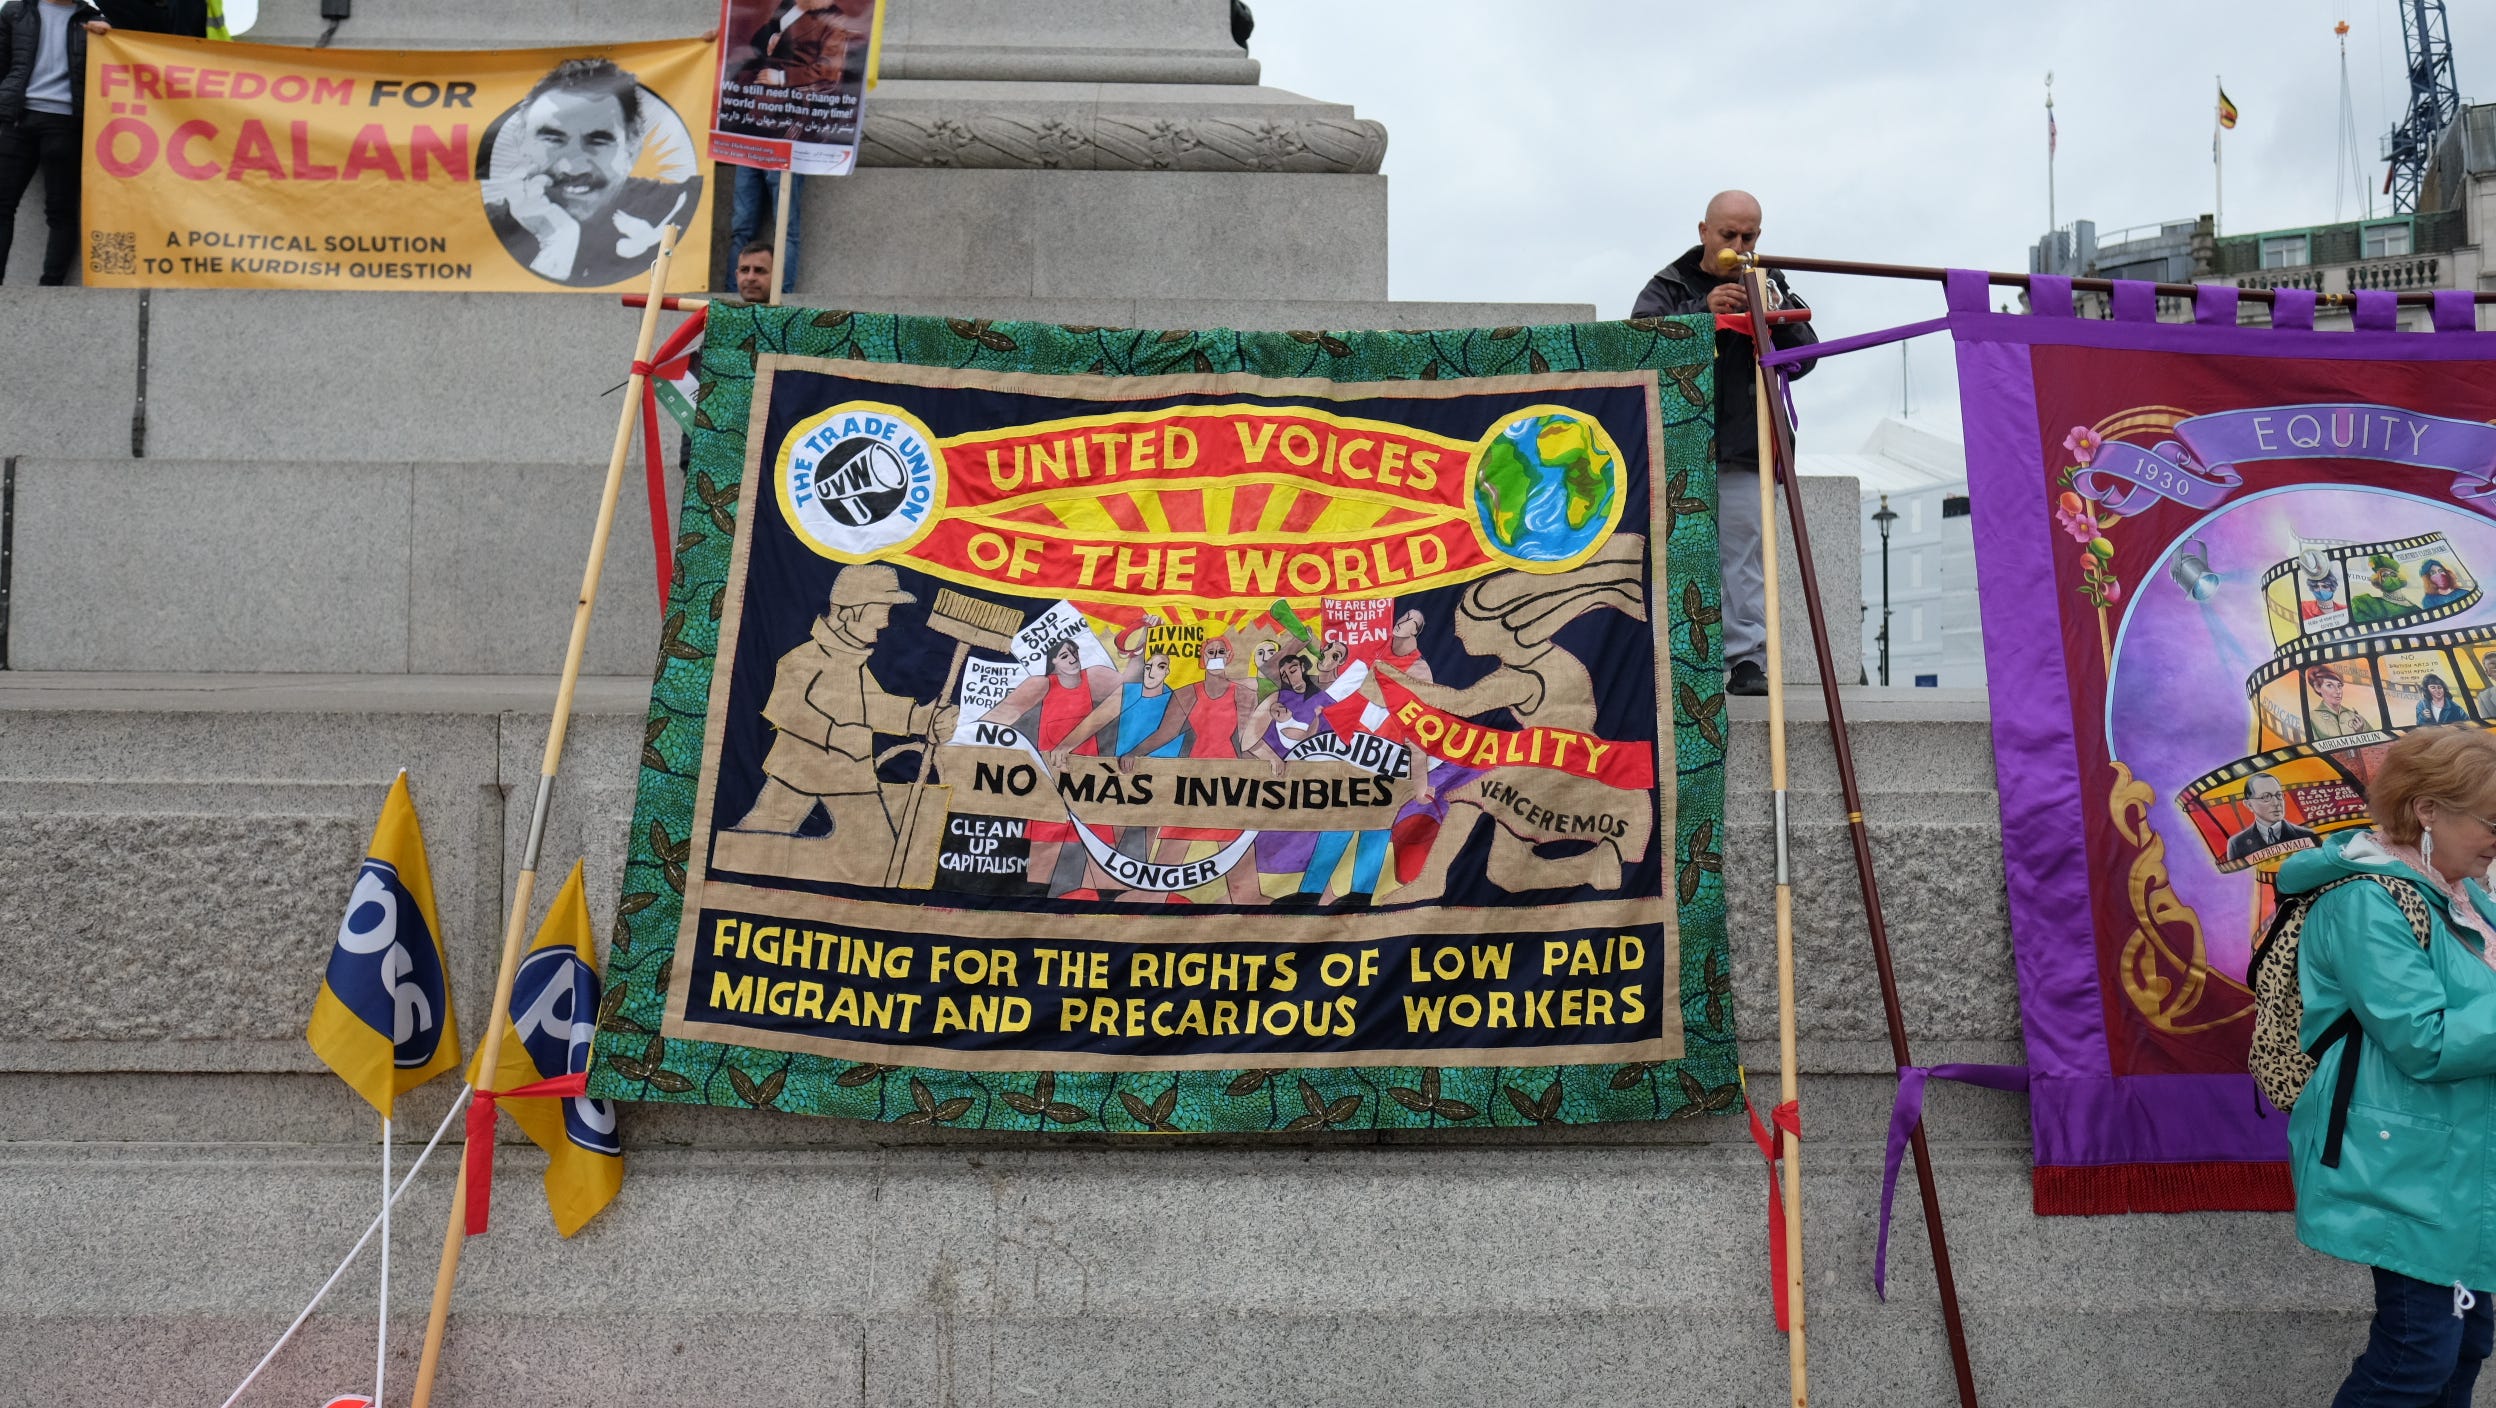 FREEDOM FOR
ÖCALAN
A POLITICAL SOLUTION
TO THE KURDISH QUESTION
We still need to change the
world more than any time!
THE TRADE UNION
UVW
U
UNITED VOICES
OF THE WORLD
END
OUT-
SOURCING
DIGNITY
FOR
CARE
LIVING
WAGE
WE ARE NOT
THE DIRT
WE
CLEAN
NO
INVISIBLE
LONGER
EQUALITY
NO MÀS INVISIBLES
VENCEREMOS
CLEAN
UP
CAPITALISM
FIGHTING FOR THE RIGHTS OF LOW PAID
MIGRANT AND PRECARIOUS WORKERS
pcs
EQUITY
1930
EDUCATE
NO
MIRIAM KARLIN
ALFRED WALL